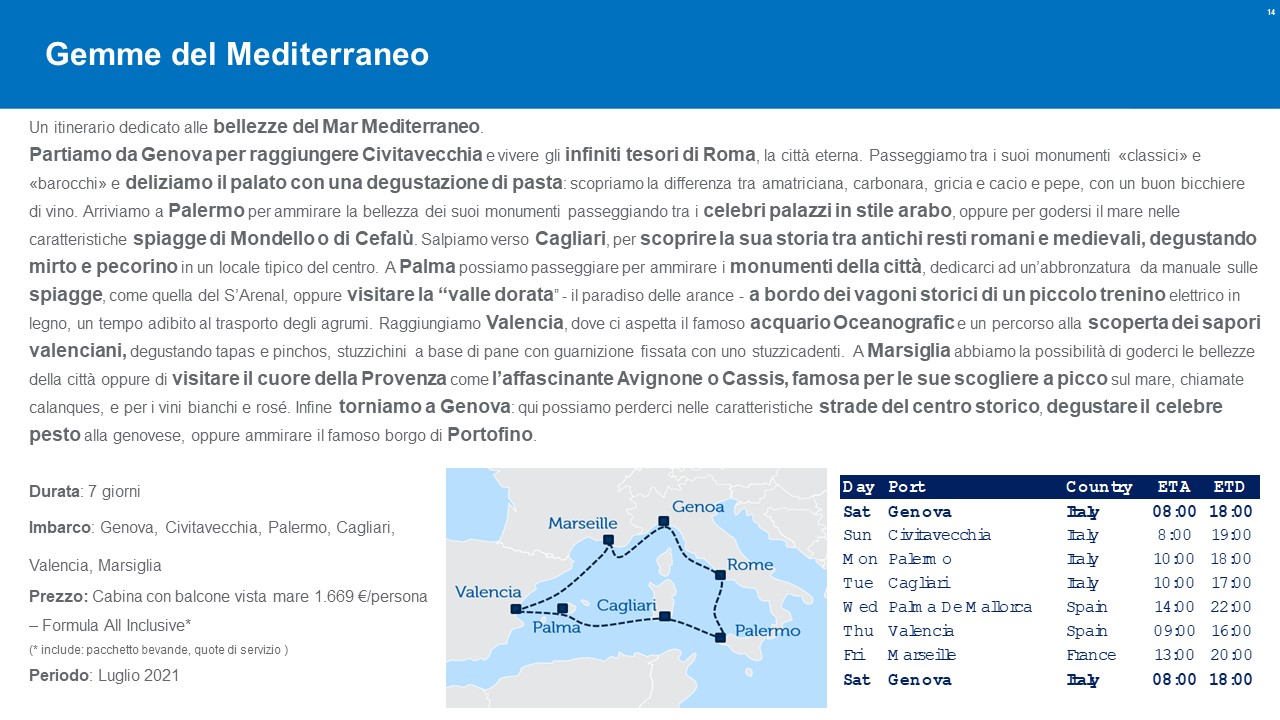 14
Gemme del Mediterraneo
Un itinerario dedicato alle bellezze del Mar Mediterraneo.
Partiamo da Genova per raggiungere Civitavecchia e vivere gli infiniti tesori di Roma, la città eterna. Passeggiamo tra i suoi monumenti «classici» e
«barocchi» e deliziamo il palato con una degustazione di pasta: scopriamo la differenza tra amatriciana, carbonara, gricia e cacio e pepe, con un buon bicchiere
di vino. Arriviamo a Palermo per ammirare la bellezza dei suoi monumenti passeggiando tra i celebri palazzi in stile arabo, oppure per godersi il mare nelle
caratteristiche spiagge di Mondello o di Cefalù. Salpiamo verso Cagliari, per scoprire la sua storia tra antichi resti romani e medievali, degustando
mirto e pecorino in un locale tipico del centro. A Palma possiamo passeggiare per ammirare i monumenti della città, dedicarci ad un'abbronzatura da manuale sulle
spiagge, come quella del S'Arenal, oppure visitare la “valle dorata” - il paradiso delle arance - a bordo dei vagoni storici di un piccolo trenino elettrico in
legno, un tempo adibito al trasporto degli agrumi. Raggiungiamo Valencia, dove ci aspetta il famoso acquario Oceanografic e un percorso alla scoperta dei sapori
valenciani, degustando tapas e pinchos, stuzzichini a base di pane con guarnizione fissata con uno stuzzicadenti. A Marsiglia abbiamo la possibilità di goderci le bellezze
della città oppure di visitare il cuore della Provenza come l'affascinante Avignone o Cassis, famosa per le sue scogliere a picco sul mare, chiamate
calanques, e per i vini bianchi e rosé. Infine torniamo a Genova: qui possiamo perderci nelle caratteristiche strade del centro storico, degustare il celebre
pesto alla genovese, oppure ammirare il famoso borgo di Portofino.
Durata: 7 giorni
Imbarco: Genova, Civitavecchia, Palermo, Cagliari,
Valencia, Marsiglia
Prezzo: Cabina con balcone vista mare 1.669 €/persona
– Formula All Inclusive*
(* include: pacchetto bevande, quote di servizio )
Periodo: Luglio 2021
Genoa
Marseille
Rome
Valencia
Cagliari
Palma
Palermo
Day Port Country ETA ETD
Sat Genova Italy 08:00 18:00
Sun Civitavecchia Italy 8:00 19:00
Mon Palermo Italy 10:00 18:00
Tue Cagliari Italy 10:00 17:00
Wed Palma De Mallorca Spain 14:00 22:00
Thu Valencia Spain 09:00 16:00
Fri Marseille France 13:00 20:00
Sat Genova Italy 08:00 18:00